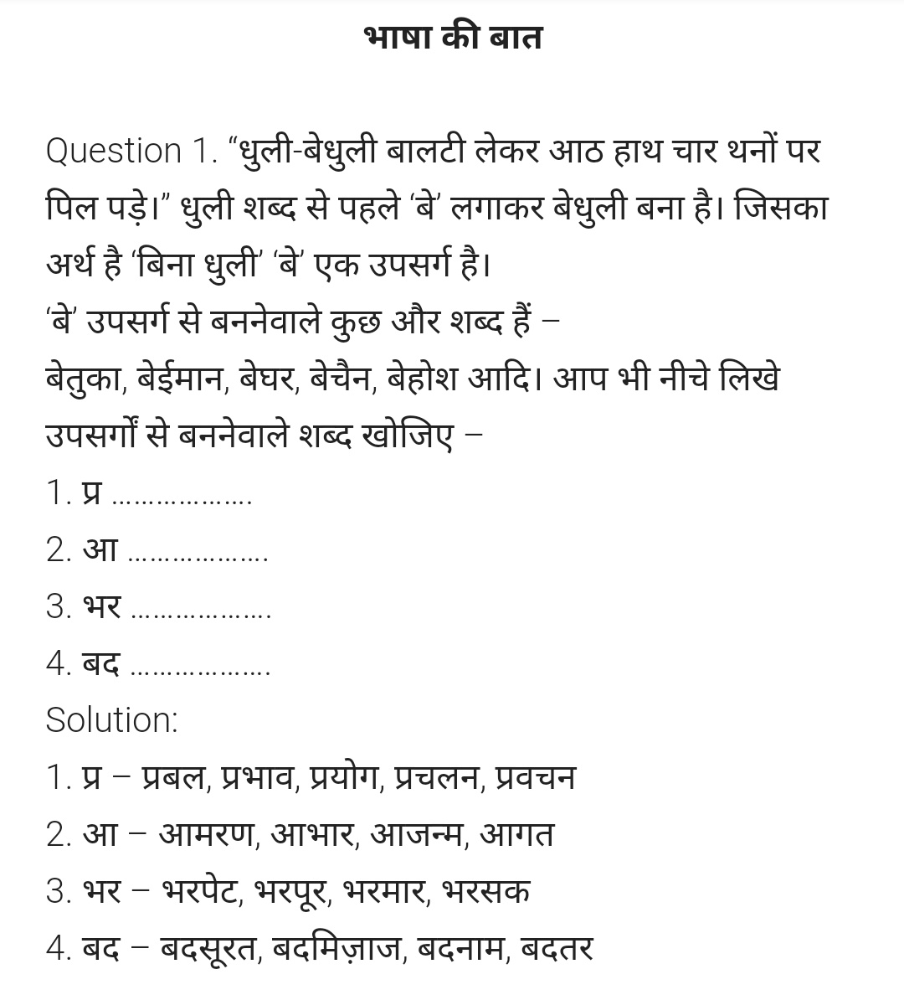 भाषा की बात
Question 1. “धुली-बेधुली बालटी लेकर आठ हाथ चार थनों पर
पिल पड़े।” धुली शब्द से पहले ‘बे’ लगाकर बेधुली बना है। जिसका
अर्थ है ‘बिना धुली’ ‘बे’ एक उपसर्ग है।
‘बे’ उपसर्ग से बननेवाले कुछ और शब्द हैं –
बेतुका, बेईमान, बेघर, बेचैन, बेहोश आदि। आप भी नीचे लिखे
उपसर्गों से बननेवाले शब्द खोजिए –
1. प्र ……………….
2. आ ……………….
3. भर ……………….
4. बद ……………….
Solution:
1. प्र – प्रबल, प्रभाव, प्रयोग, प्रचलन, प्रवचन
2. आ – आमरण, आभार, आजन्म, आगत
3. भर – भरपेट, भरपूर, भरमार, भरसक
4. बद – बदसूरत, बदमिज़ाज, बदनाम, बदतर